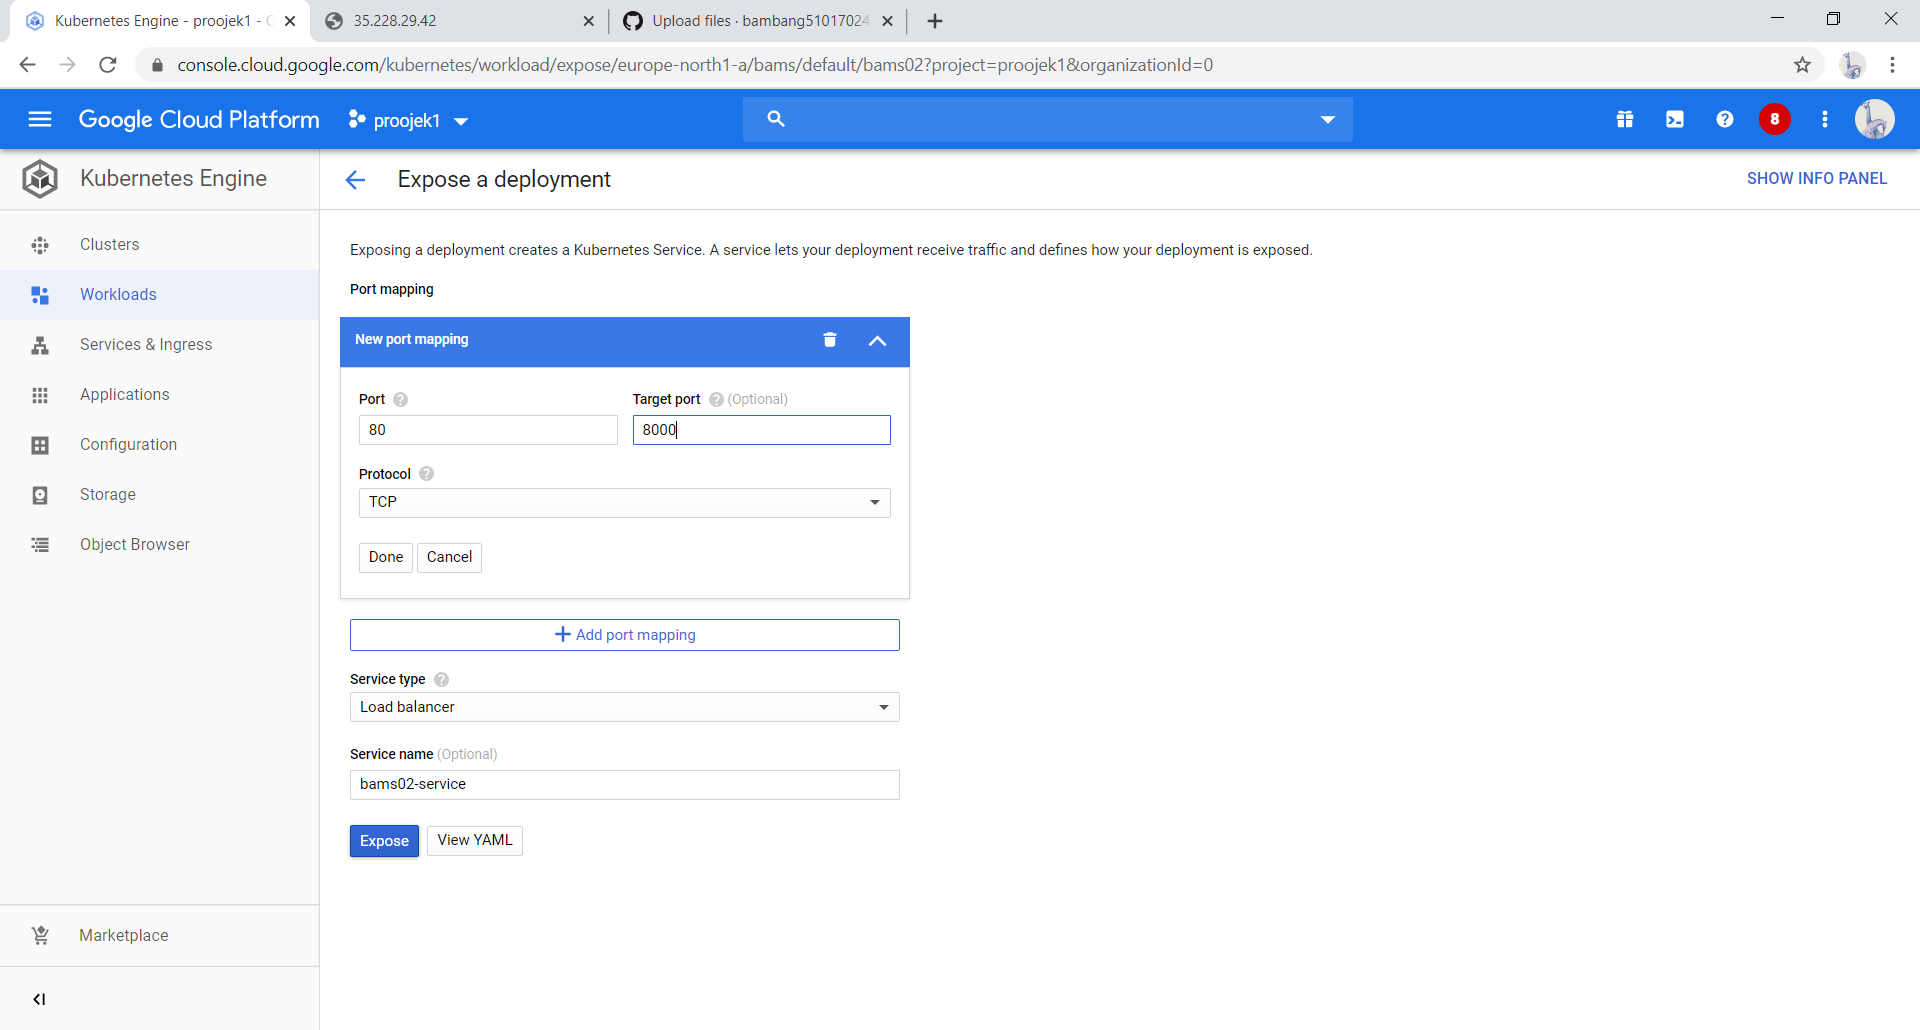 Kubernetes Engine - proojek1 - G
35.228.29.42
Upload files · bambang51017024
console.cloud.google.com/kubernetes/workload/expose/europe-north1-a/bams/default/bams02?project=proojek1&organizationId=0
Google Cloud Platform
proojek1
8
Kubernetes Engine
Expose a deployment
SHOW INFO PANEL
Clusters
Workloads
Services & Ingress
Applications
Configuration
Storage
Object Browser
Marketplace
Exposing a deployment creates a Kubernetes Service. A service lets your deployment receive traffic and defines how your deployment is exposed.
Port mapping
New port mapping
Port
Target port (Optional)
80
8000
Protocol
TCP
Done
Cancel
Add port mapping
Service type
Load balancer
Service name (Optional)
bams02-service
Expose
View YAML